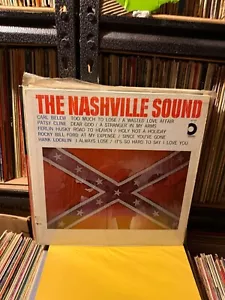 THE NASHVILLE SOUND
CARL BELEW TOO MUCH TO LOSE / A WASTED LOVE AFFAIR
PATSY CLINE DEAR GOD / A STRANGER IN MY ARMS
FERLIN HUSKY ROAD TO HEAVEN / HOLY NOT A HOLIDAY
ROCKY BILL FORD AT MY EXPENSE / SINCE YOU'RE GONE
HANK LOCKLIN I ALWAYS LOSE / IT'S SO HARD TO SAY I LOVE YOU